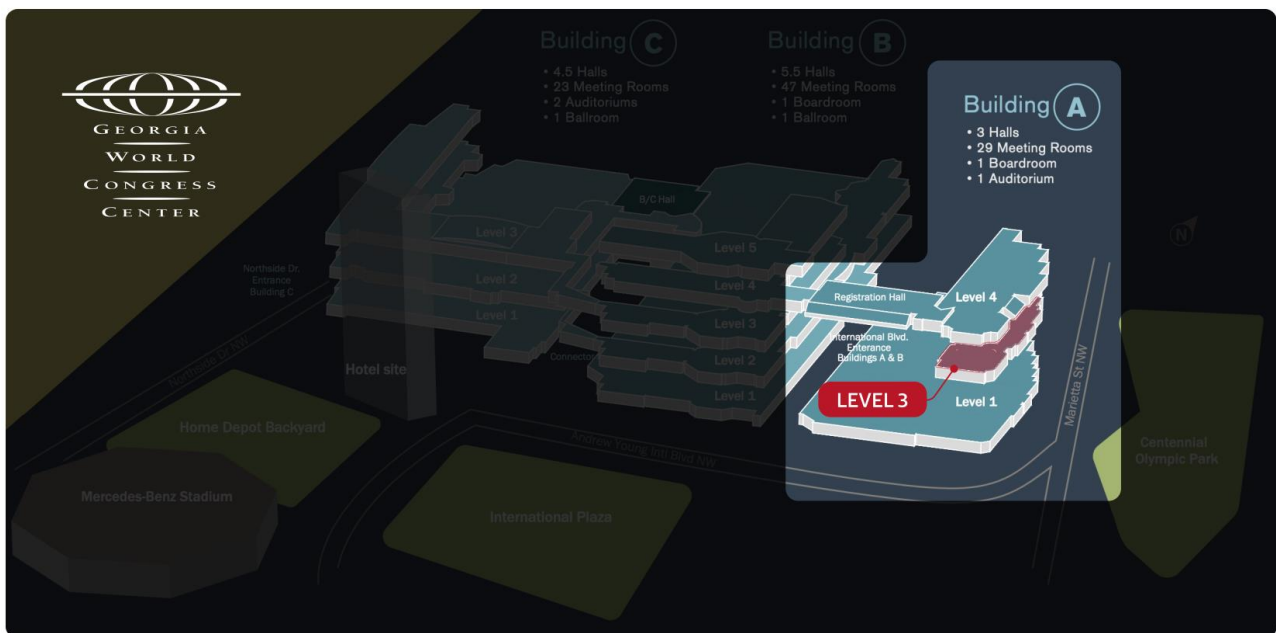 GEORGIA
WORLD
CONGRESS
CENTER
Building C
• 4.5 Halls
• 23 Meeting Rooms
• 2 Auditoriums
• 1 Ballroom
Building B
• 5.5 Halls
• 47 Meeting Rooms
• 1 Boardroom
• 1 Ballroom
Building A
• 3 Halls
• 29 Meeting Rooms
• 1 Boardroom
• 1 Auditorium
N
B/C Hall
Level 3
Level 2
Level 1
Level 5
Level 4
Level 3
Level 2
Level 1
Northside Dr.
Entrance
Building C
Connector
Hotel site
Northside Dr NW
Registration Hall
Level 4
International Blvd.
Enterance
Buildings A & B
LEVEL 3
Level 1
Marietta St NW
Home Depot Backyard
Andrew Young Intl Blvd NW
Centennial
Olympic Park
Mercedes-Benz Stadium
International Plaza